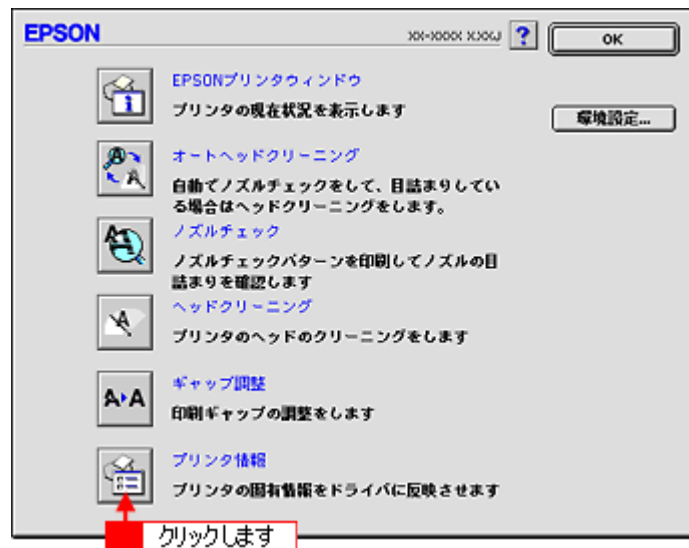 EPSON
XX-XXXX X.XXJ
?
OK
EPSONプリンタウィンドウ
プリンタの現在状況を表示します
環境設定...
オートヘッドクリーニング
自動でノズルチェックをして、目詰まりしてい
る場合はヘッドクリーニングをします。
ノズルチェック
ノズルチェックパターンを印刷してノズルの目
詰まりを確認します
ヘッドクリーニング
プリンタのヘッドのクリーニングをします
A▸A
ギャップ調整
印刷ギャップの調整をします
プリンタ情報
プリンタの固有情報をドライバに反映させます
クリックします